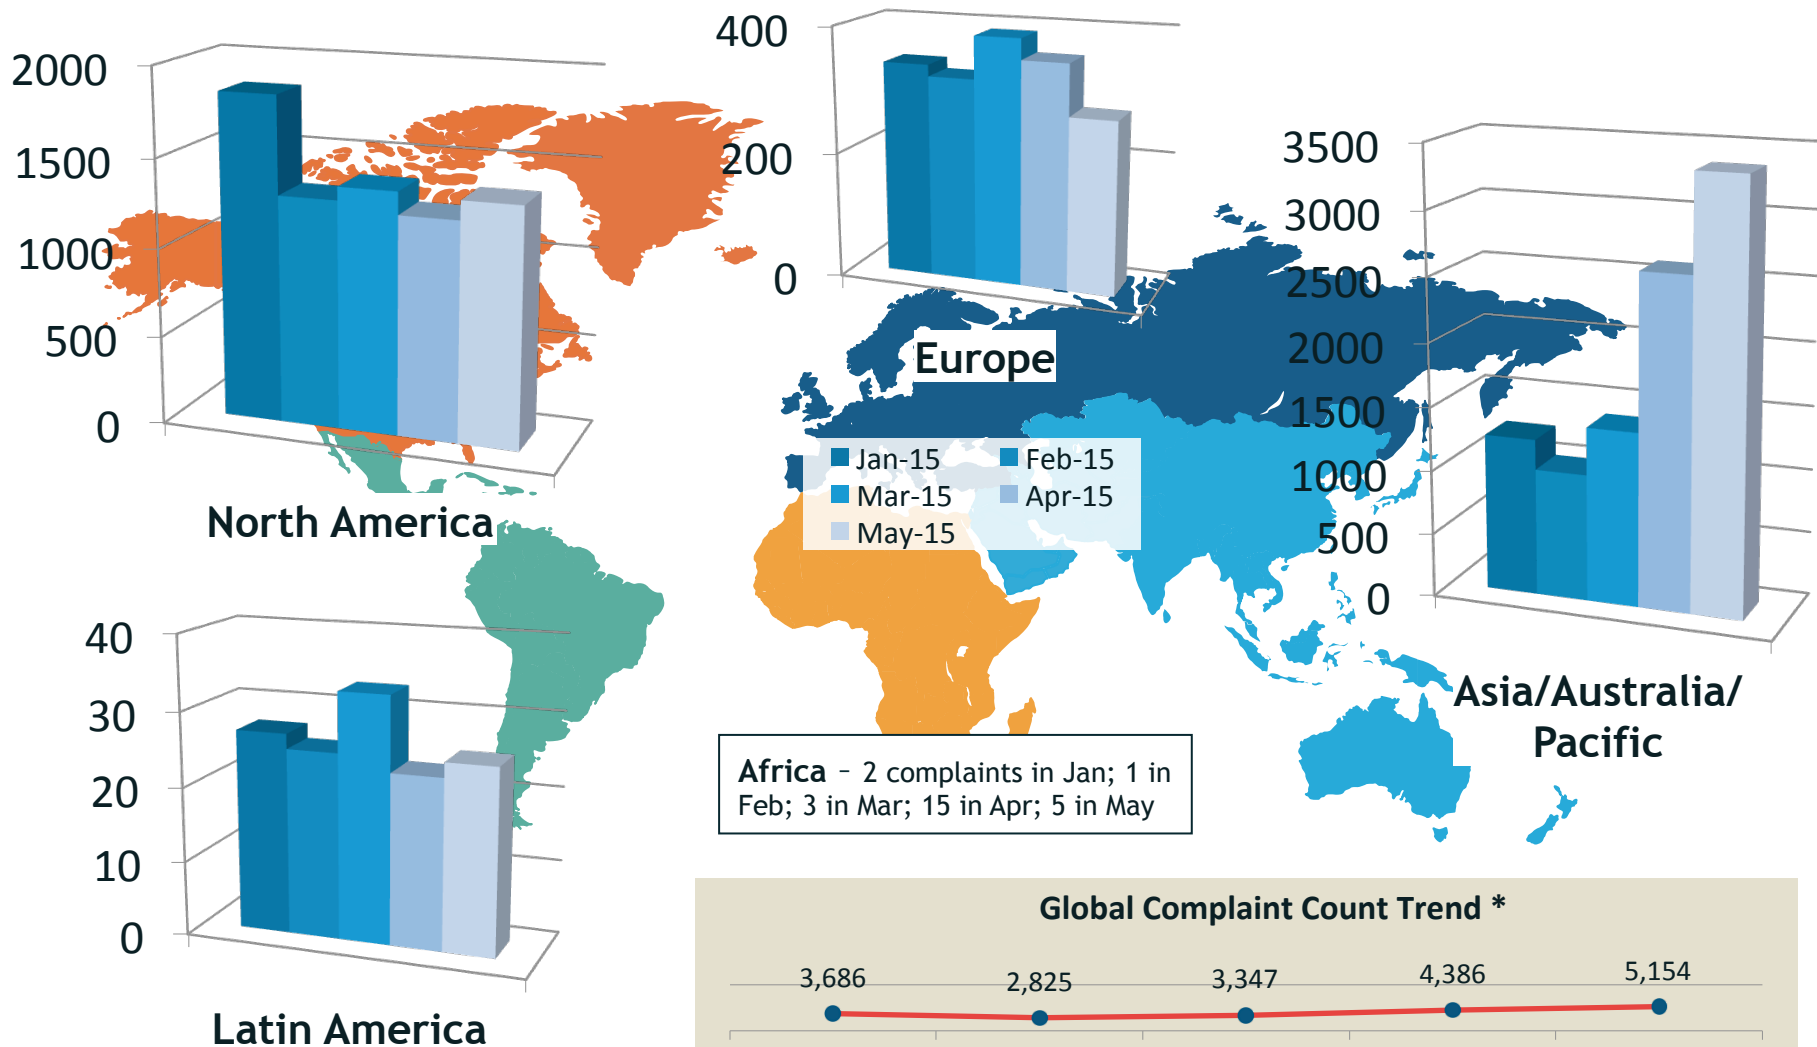 2000
1500
1000
500
0
North America
400
200
0
Europe
Jan-15
Feb-15
Mar-15
Apr-15
May-15
3500
3000
2500
2000
1500
1000
500
0
Asia/Australia/
Pacific
40
30
20
10
0
Latin America
Africa – 2 complaints in Jan; 1 in
Feb; 3 in Mar; 15 in Apr; 5 in May
Global Complaint Count Trend *
3,686
2,825
3,347
4,386
5,154